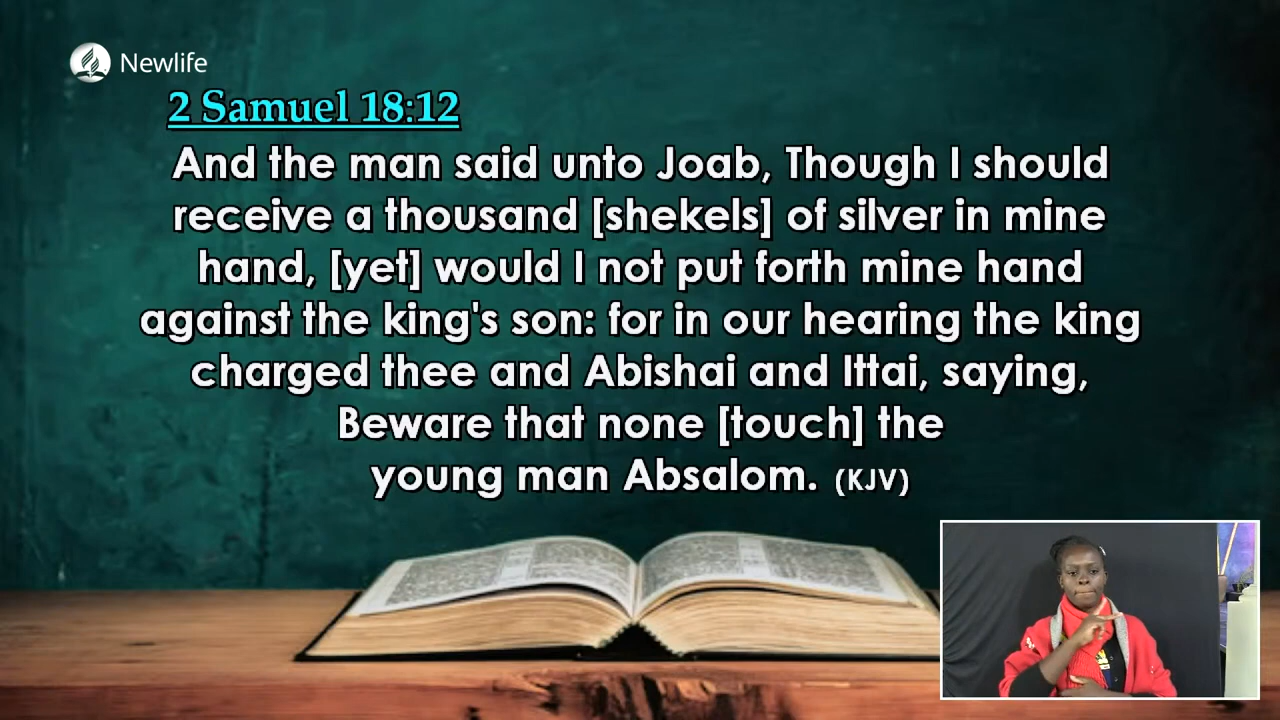 Newlife
2 Samuel 18:12
And the man said unto Joab, Though I should
receive a thousand [shekels] of silver in mine
hand, [yet] would I not put forth mine hand
against the king's son: for in our hearing the king
charged thee and Abishai and Ittai, saying,
Beware that none [touch] the
young man Absalom. (KJV)